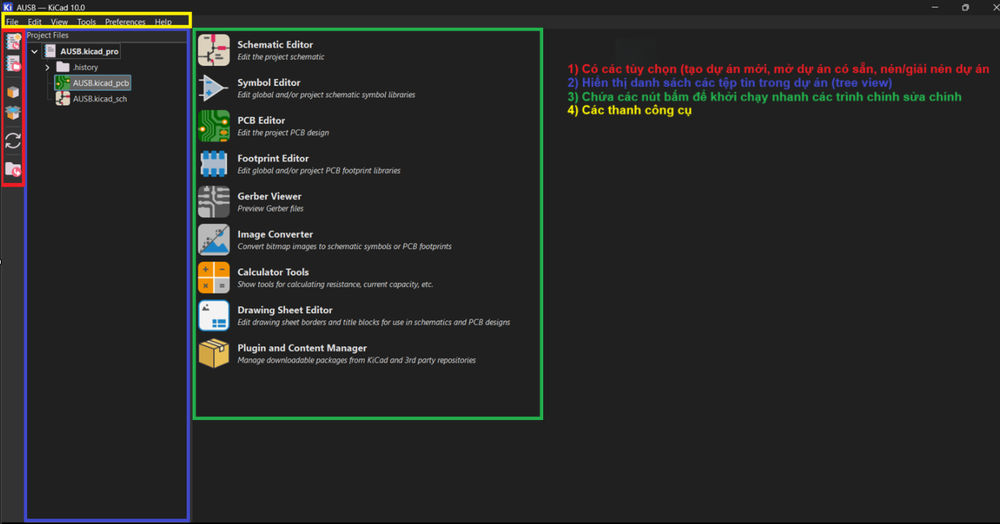 AUSB — KiCad 10.0
File Edit View Tools Preferences Help
Project Files
AUSB.kicad_pro
.history
AUSB.kicad_pcb
AUSB.kicad_sch
Schematic Editor
Edit the project schematic
Symbol Editor
Edit global and/or project schematic symbol libraries
PCB Editor
Edit the project PCB design
Footprint Editor
Edit global and/or project PCB footprint libraries
Gerber Viewer
Preview Gerber files
Image Converter
Convert bitmap images to schematic symbols or PCB footprints
Calculator Tools
Show tools for calculating resistance, current capacity, etc.
Drawing Sheet Editor
Edit drawing sheet borders and title blocks for use in schematics and PCB designs
Plugin and Content Manager
Manage downloadable packages from KiCad and 3rd party repositories
1) Có các tùy chọn (tạo dự án mới, mở dự án có sẵn, nén/giải nén dự án
2) Hiển thị danh sách các tệp tin trong dự án (tree view)
3) Chứa các nút bấm để khởi chạy nhanh các trình chỉnh sửa chính
4) Các thanh công cụ